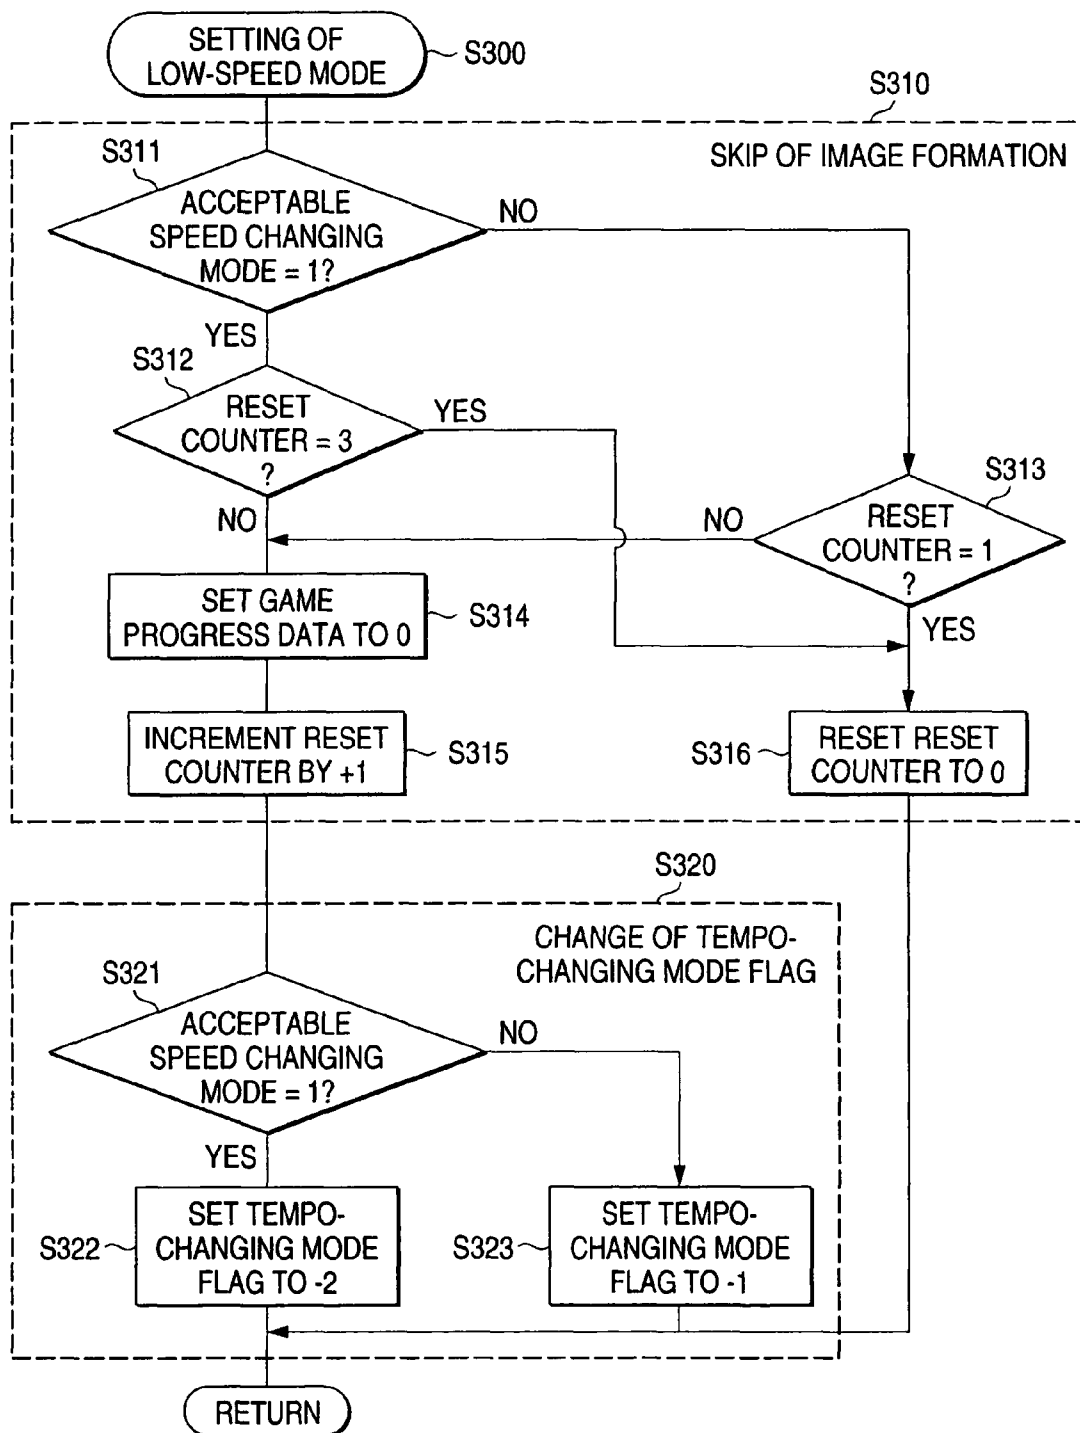 SETTING OF
LOW-SPEED MODE
S300
S310
SKIP OF IMAGE FORMATION
S311
ACCEPTABLE
SPEED CHANGING
MODE = 1?
NO
YES
S312
RESET
COUNTER = 3
?
YES
NO
S313
RESET
COUNTER = 1
?
NO
YES
SET GAME
PROGRESS DATA TO 0
S314
INCREMENT RESET
COUNTER BY +1
S315
S316
RESET RESET
COUNTER TO 0
S320
CHANGE OF TEMPO-
CHANGING MODE FLAG
S321
ACCEPTABLE
SPEED CHANGING
MODE = 1?
NO
YES
S322
SET TEMPO-
CHANGING MODE
FLAG TO -2
S323
SET TEMPO-
CHANGING MODE
FLAG TO -1
RETURN